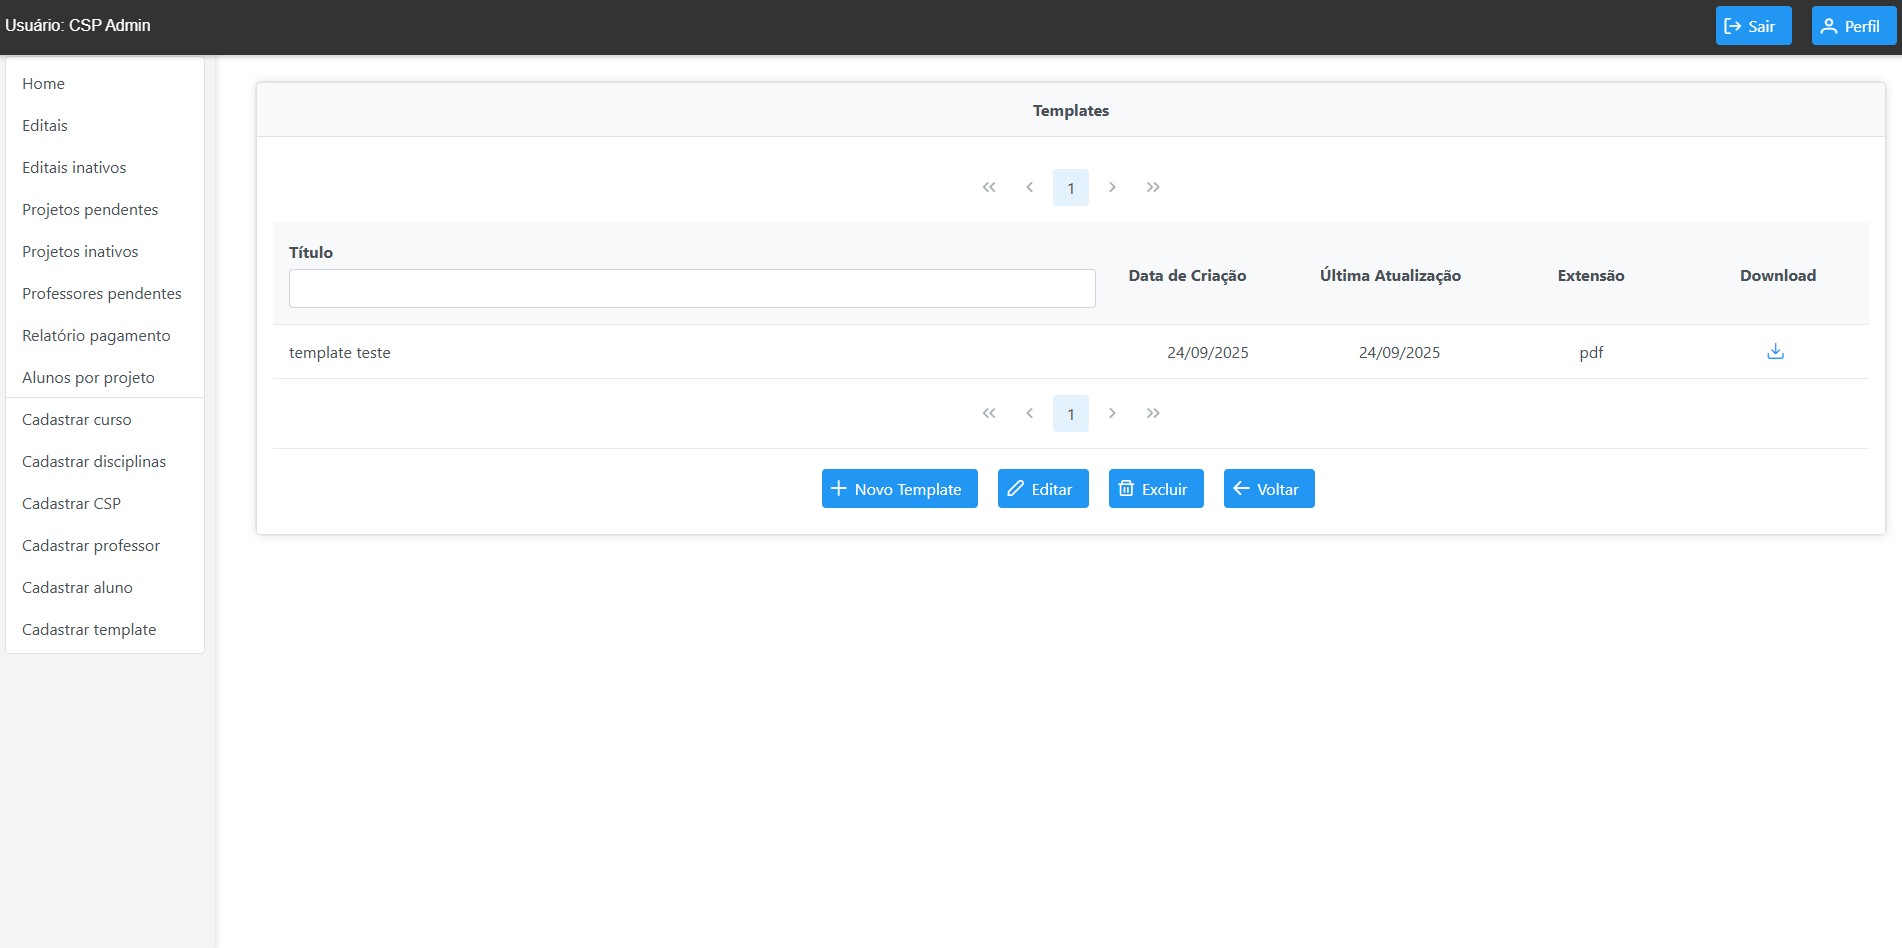 Usuário: CSP Admin
Sair
Perfil
Home
Editais
Editais inativos
Projetos pendentes
Projetos inativos
Professores pendentes
Relatório pagamento
Alunos por projeto
Cadastrar curso
Cadastrar disciplinas
Cadastrar CSP
Cadastrar professor
Cadastrar aluno
Cadastrar template
Templates
1
Título
Data de Criação
Última Atualização
Extensão
Download
template teste
24/09/2025
24/09/2025
pdf
1
Novo Template
Editar
Excluir
Voltar